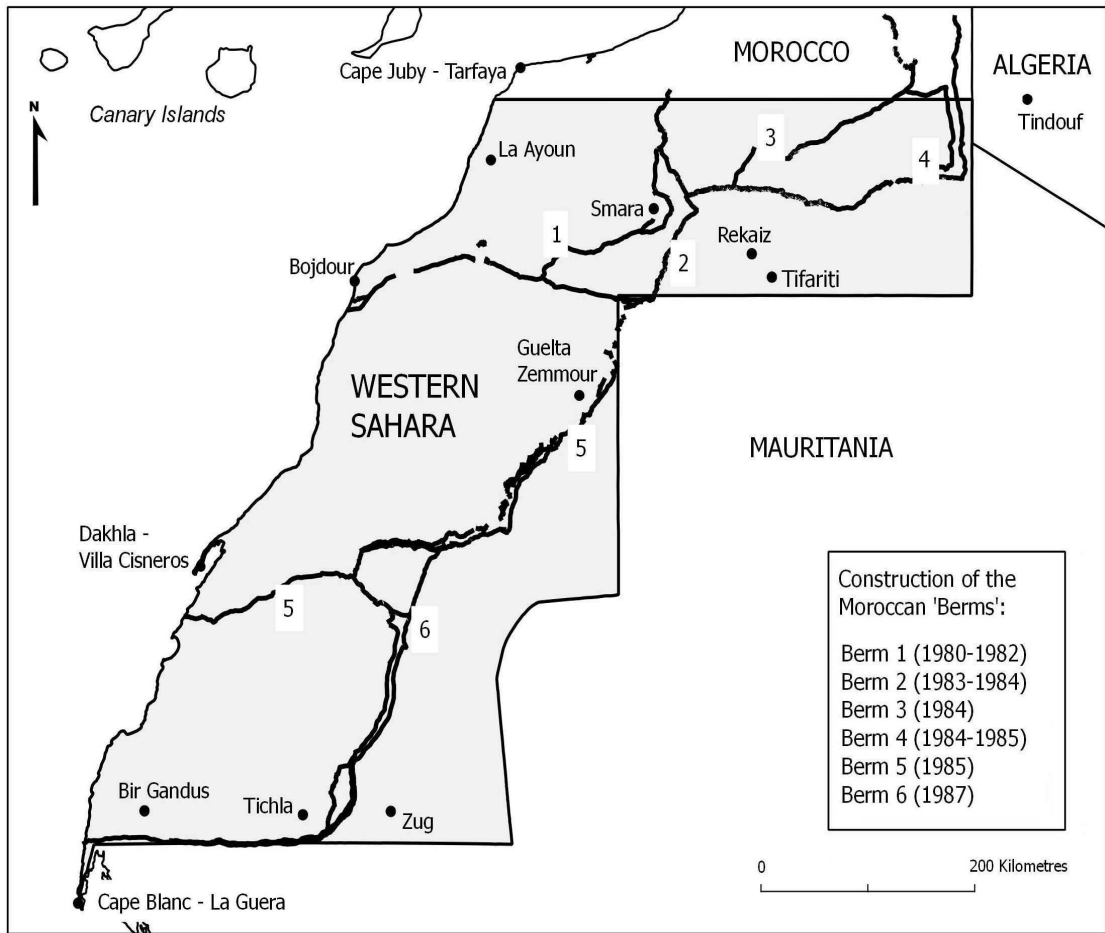 MOROCCO
ALGERIA
Cape Juby - Tarfaya
Tindouf
N
Canary Islands
3
La Ayoun
4
Smara
1
Rekaiz
2
Bojdour
Tifariti
Guelta
Zemmour
WESTERN
SAHARA
5
MAURITANIA
Dakhla -
Villa Cisneros
5
6
Construction of the
Moroccan 'Berms':
Berm 1 (1980-1982)
Berm 2 (1983-1984)
Berm 3 (1984)
Berm 4 (1984-1985)
Berm 5 (1985)
Berm 6 (1987)
Bir Gandus
Tichla
Zug
0
200 Kilometres
Cape Blanc - La Guera